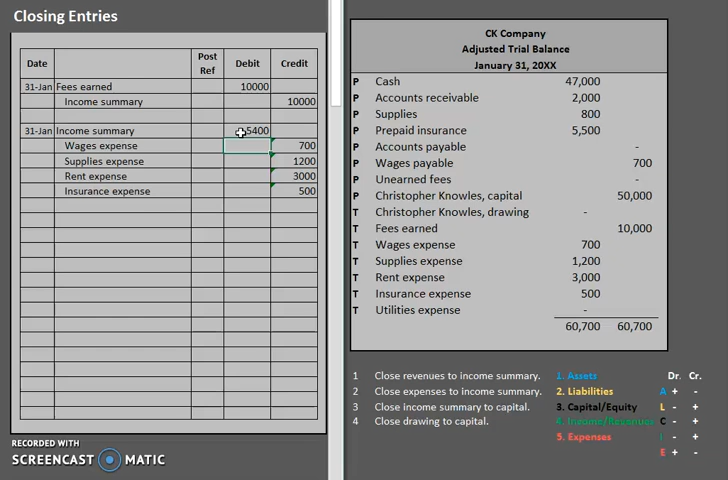 Closing Entries
Date Post Ref Debit Credit
31-Jan Fees earned 10000
Income summary 10000
31-Jan Income summary 5400
Wages expense 700
Supplies expense 1200
Rent expense 3000
Insurance expense 500
RECORDED WITH
SCREENCAST MATIC
CK Company
Adjusted Trial Balance
January 31, 20XX
P Cash 47,000
P Accounts receivable 2,000
P Supplies 800
P Prepaid insurance 5,500
P Accounts payable -
P Wages payable 700
P Unearned fees -
P Christopher Knowles, capital 50,000
T Christopher Knowles, drawing -
T Fees earned 10,000
T Wages expense 700
T Supplies expense 1,200
T Rent expense 3,000
T Insurance expense 500
T Utilities expense -
60,700 60,700
1 Close revenues to income summary.
2 Close expenses to income summary.
3 Close income summary to capital.
4 Close drawing to capital.
1. Assets
2. Liabilities
3. Capital/Equity
4. Income/Revenues
5. Expenses
Dr. Cr.
A + -
L - +
C - +
I - +
E + -